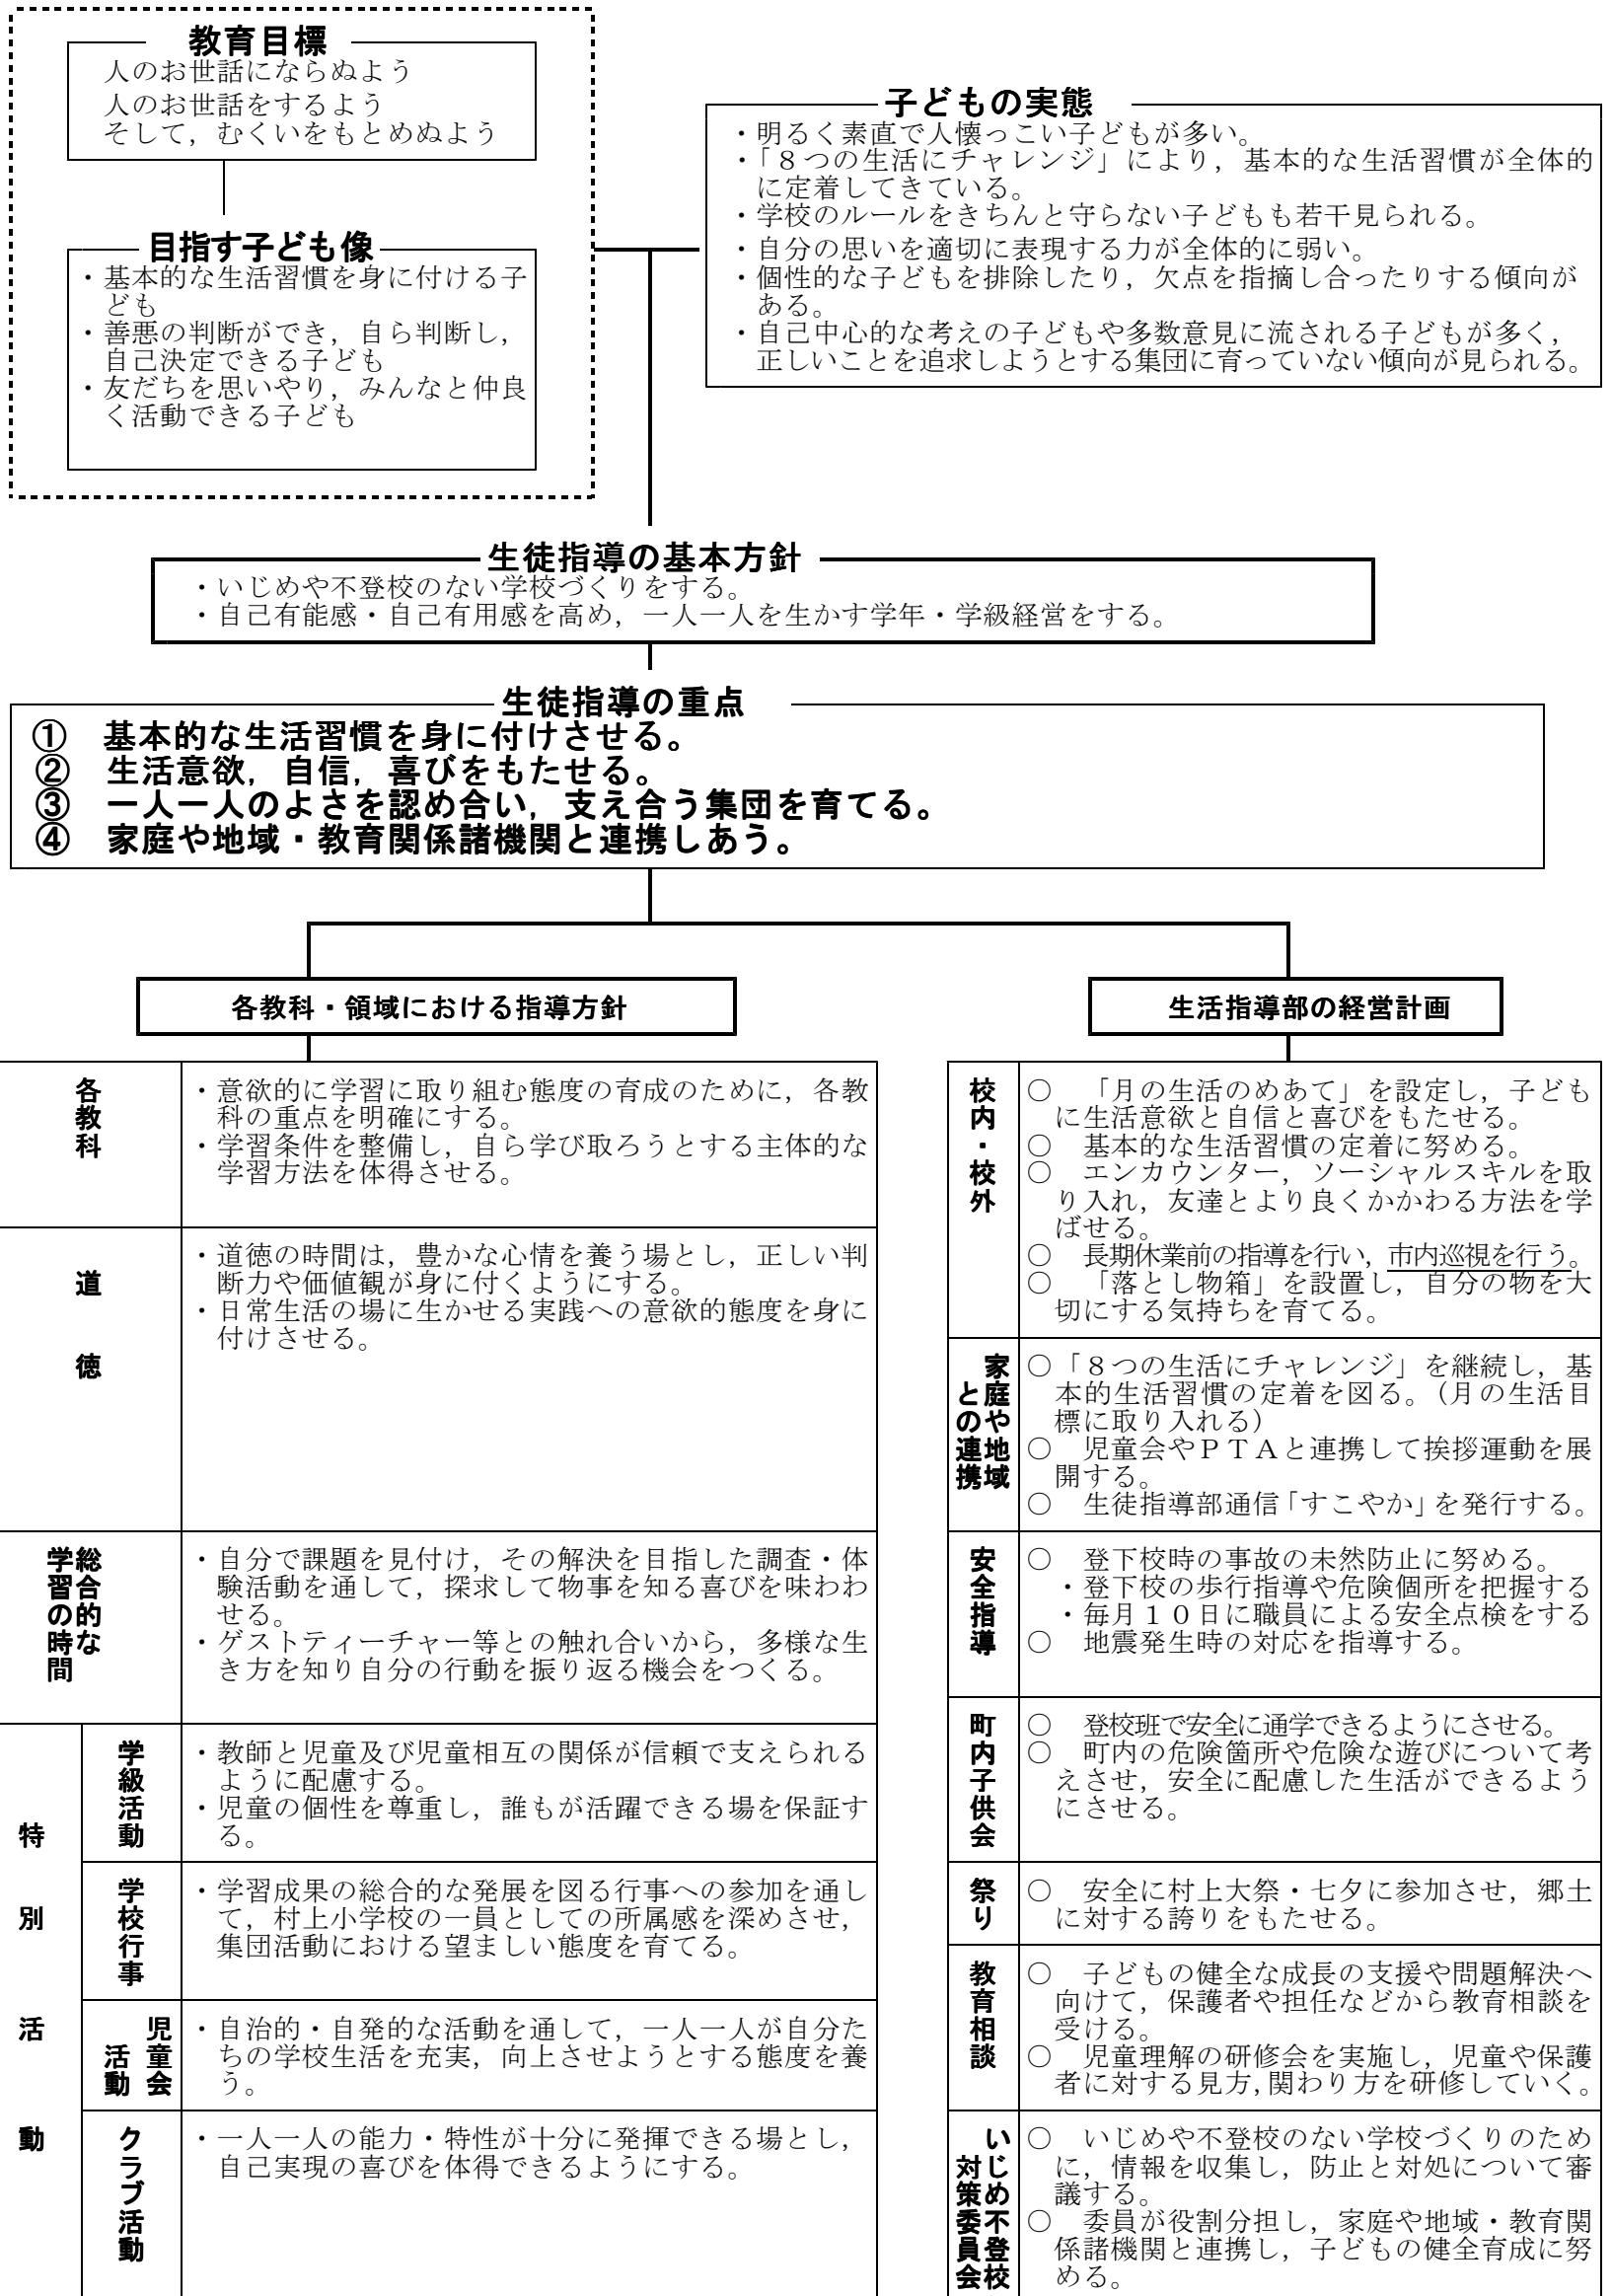 教育目標
人のお世話にならぬよう
人のお世話をするよう
そして，むくいをもとめぬよう
目指す子ども像
・基本的な生活習慣を身に付ける子
ども
・善悪の判断ができ，自ら判断し，
自己決定できる子ども
・友だちを思いやり，みんなと仲良
く活動できる子ども
子どもの実態
・明るく素直で人懐っこい子どもが多い。
・「８つの生活にチャレンジ」により，基本的な生活習慣が全体的
に定着してきている。
・学校のルールをきちんと守らない子どもも若干見られる。
・自分の思いを適切に表現する力が全体的に弱い。
・個性的な子どもを排除したり，欠点を指摘し合ったりする傾向が
ある。
・自己中心的な考えの子どもや多数意見に流される子どもが多く，
正しいことを追求しようとする集団に育っていない傾向が見られる。
生徒指導の基本方針
・いじめや不登校のない学校づくりをする。
・自己有能感・自己有用感を高め，一人一人を生かす学年・学級経営をする。
生徒指導の重点
①　基本的な生活習慣を身に付けさせる。
②　生活意欲，自信，喜びをもたせる。
③　一人一人のよさを認め合い，支え合う集団を育てる。
④　家庭や地域・教育関係諸機関と連携しあう。
各教科・領域における指導方針
各教科
・意欲的に学習に取り組む態度の育成のために，各教
科の重点を明確にする。
・学習条件を整備し，自ら学び取ろうとする主体的な
学習方法を体得させる。
道徳
・道徳の時間は，豊かな心情を養う場とし，正しい判
断力や価値観が身に付くようにする。
・日常生活の場に生かせる実践への意欲的態度を身に
付けさせる。
総合的な
学習の時間
・自分で課題を見付け，その解決を目指した調査・体
験活動を通して，探求して物事を知る喜びを味わわ
せる。
・ゲストティーチャー等との触れ合いから，多様な生
き方を知り自分の行動を振り返る機会をつくる。
特別活動
学級活動
・教師と児童及び児童相互の関係が信頼で支えられる
ように配慮する。
・児童の個性を尊重し，誰もが活躍できる場を保証す
る。
学校行事
・学習成果の総合的な発展を図る行事への参加を通し
て，村上小学校の一員としての所属感を深めさせ，
集団活動における望ましい態度を育てる。
児童会
活動
・自治的・自発的な活動を通して，一人一人が自分た
ちの学校生活を充実，向上させようとする態度を養
う。
クラブ活動
・一人一人の能力・特性が十分に発揮できる場とし，
自己実現の喜びを体得できるようにする。
生活指導部の経営計画
校内・校外
○　「月の生活のめあて」を設定し，子ども
に生活意欲と自信と喜びをもたせる。
○　基本的な生活習慣の定着に努める。
○　エンカウンター，ソーシャルスキルを取
り入れ，友達とより良くかかわる方法を学
ばせる。
○　長期休業前の指導を行い，市内巡視を行う。
○　「落とし物箱」を設置し，自分の物を大
切にする気持ちを育てる。
家庭や地域
との連携
○「８つの生活にチャレンジ」を継続し，基
本的生活習慣の定着を図る。（月の生活目
標に取り入れる）
○　児童会やＰＴＡと連携して挨拶運動を展
開する。
○　生徒指導部通信「すこやか」を発行する。
安全指導
○　登下校時の事故の未然防止に努める。
・登下校の歩行指導や危険個所を把握する
・毎月１０日に職員による安全点検をする
○　地震発生時の対応を指導する。
町内子供会
○　登校班で安全に通学できるようにさせる。
○　町内の危険箇所や危険な遊びについて考
えさせ，安全に配慮した生活ができるよう
にさせる。
祭り
○　安全に村上大祭・七夕に参加させ，郷土
に対する誇りをもたせる。
教育相談
○　子どもの健全な成長の支援や問題解決へ
向けて，保護者や担任などから教育相談を
受ける。
○　児童理解の研修会を実施し，児童や保護
者に対する見方，関わり方を研修していく。
いじめ不登校
対策委員会
○　いじめや不登校のない学校づくりのため
に，情報を収集し，防止と対処について審
議する。
○　委員が役割分担し，家庭や地域・教育関
係諸機関と連携し，子どもの健全育成に努
める。